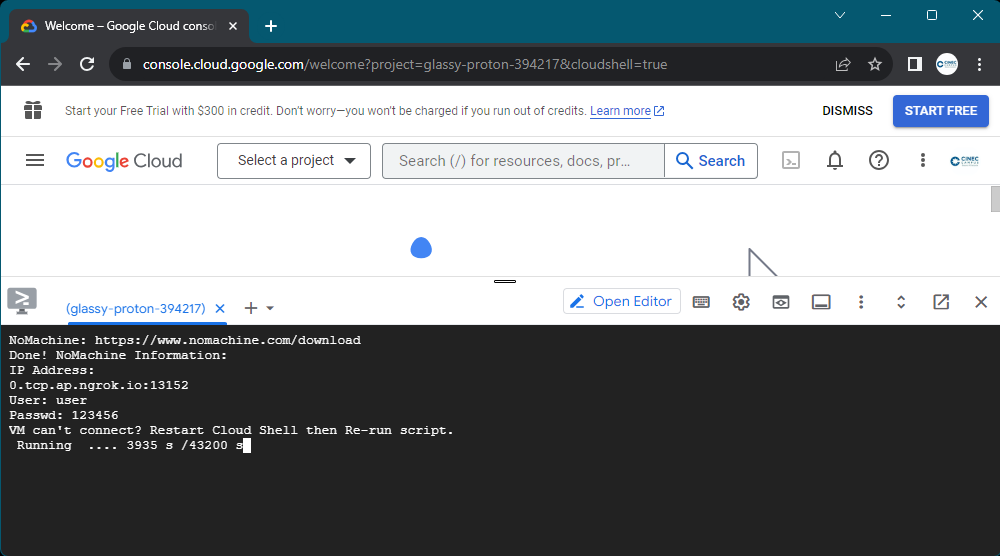 Welcome – Google Cloud conso
console.cloud.google.com/welcome?project=glassy-proton-394217&cloudshell=true
Start your Free Trial with $300 in credit. Don't worry—you won't be charged if you run out of credits. Learn more
DISMISS
START FREE
Google Cloud
Select a project
Search (/) for resources, docs, pr...
Search
CINEC
(glassy-proton-394217)
Open Editor
NoMachine: https://www.nomachine.com/download
Done! NoMachine Information:
IP Address:
0.tcp.ap.ngrok.io:13152
User: user
Passwd: 123456
VM can't connect? Restart Cloud Shell then Re-run script.
Running  .... 3935 s /43200 s